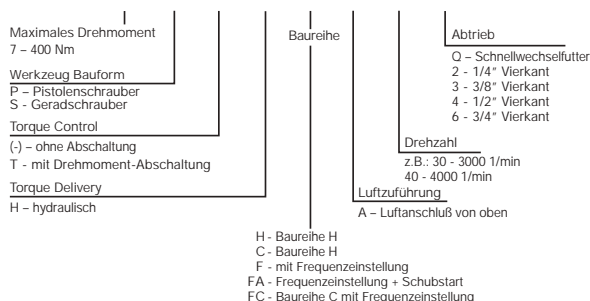 Maximales Drehmoment
7 – 400 Nm
Werkzeug Bauform
P – Pistolenschrauber
S - Geradschrauber
Torque Control
(-) – ohne Abschaltung
T - mit Drehmoment-Abschaltung
Torque Delivery
H – hydraulisch
Baureihe
H - Baureihe H
C - Baureihe H
F - mit Frequenzeinstellung
FA - Frequenzeinstellung + Schubstart
FC - Baureihe C mit Frequenzeinstellung
Abtrieb
Q – Schnellwechselfutter
2 - 1/4" Vierkant
3 - 3/8" Vierkant
4 - 1/2" Vierkant
6 - 3/4" Vierkant
Drehzahl
z.B.: 30 - 3000 1/min
40 - 4000 1/min
Luftzuführung
A – Luftanschluß von oben